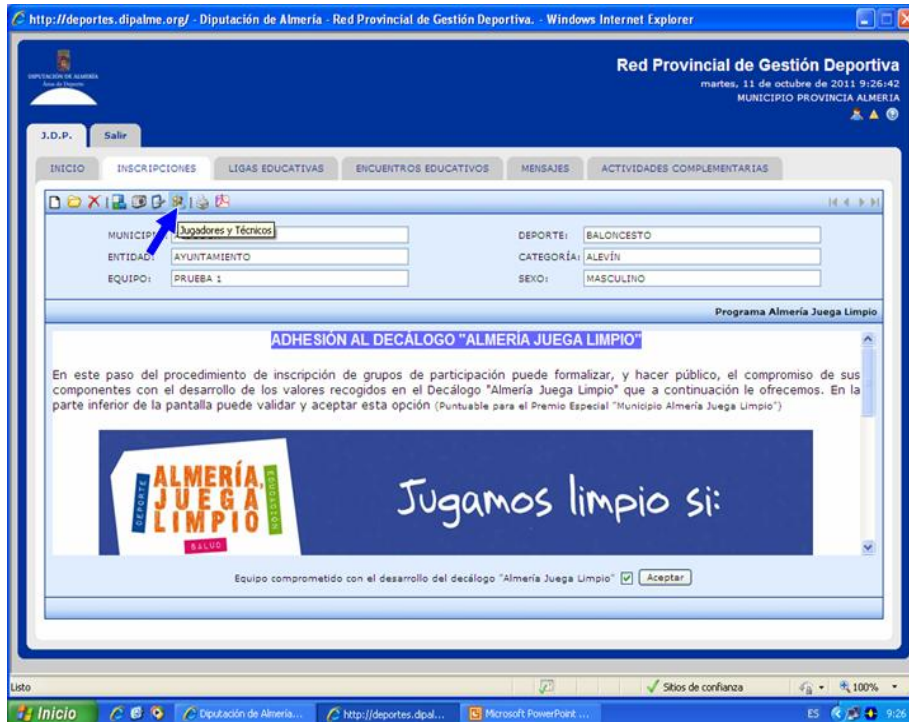 http://deportes.dipalme.org/ - Diputación de Almería - Red Provincial de Gestión Deportiva. - Windows Internet Explorer
DIPUTACIÓN DE ALMERÍA
Área de Deportes
Red Provincial de Gestión Deportiva
martes, 11 de octubre de 2011 9:26:42
MUNICIPIO PROVINCIA ALMERIA
J.D.P. Salir
INICIO INSCRIPCIONES LIGAS EDUCATIVAS ENCUENTROS EDUCATIVOS MENSAJES ACTIVIDADES COMPLEMENTARIAS
Jugadores y Técnicos
DEPORTE: BALONCESTO
ENTIDAD: AYUNTAMIENTO CATEGORÍA: ALEVÍN
EQUIPO: PRUEBA 1 SEXO: MASCULINO
Programa Almería Juega Limpio
ADHESIÓN AL DECÁLOGO "ALMERÍA JUEGA LIMPIO"
En este paso del procedimiento de inscripción de grupos de participación puede formalizar, y hacer público, el compromiso de sus
componentes con el desarrollo de los valores recogidos en el Decálogo "Almería Juega Limpio" que a continuación le ofrecemos. En la
parte inferior de la pantalla puede validar y aceptar esta opción (Puntuable para el Premio Especial "Municipio Almería Juega Limpio")
DEPORTE
ALMERÍA,
JUEGA
LIMPIO
EDUCACIÓN
SALUD
Jugamos limpio si:
Equipo comprometido con el desarrollo del decálogo "Almería Juega Limpio" Aceptar
Listo Sitios de confianza 100%
Inicio Diputación de Almería... http://deportes.dipal... Microsoft PowerPoint ... ES 9:26